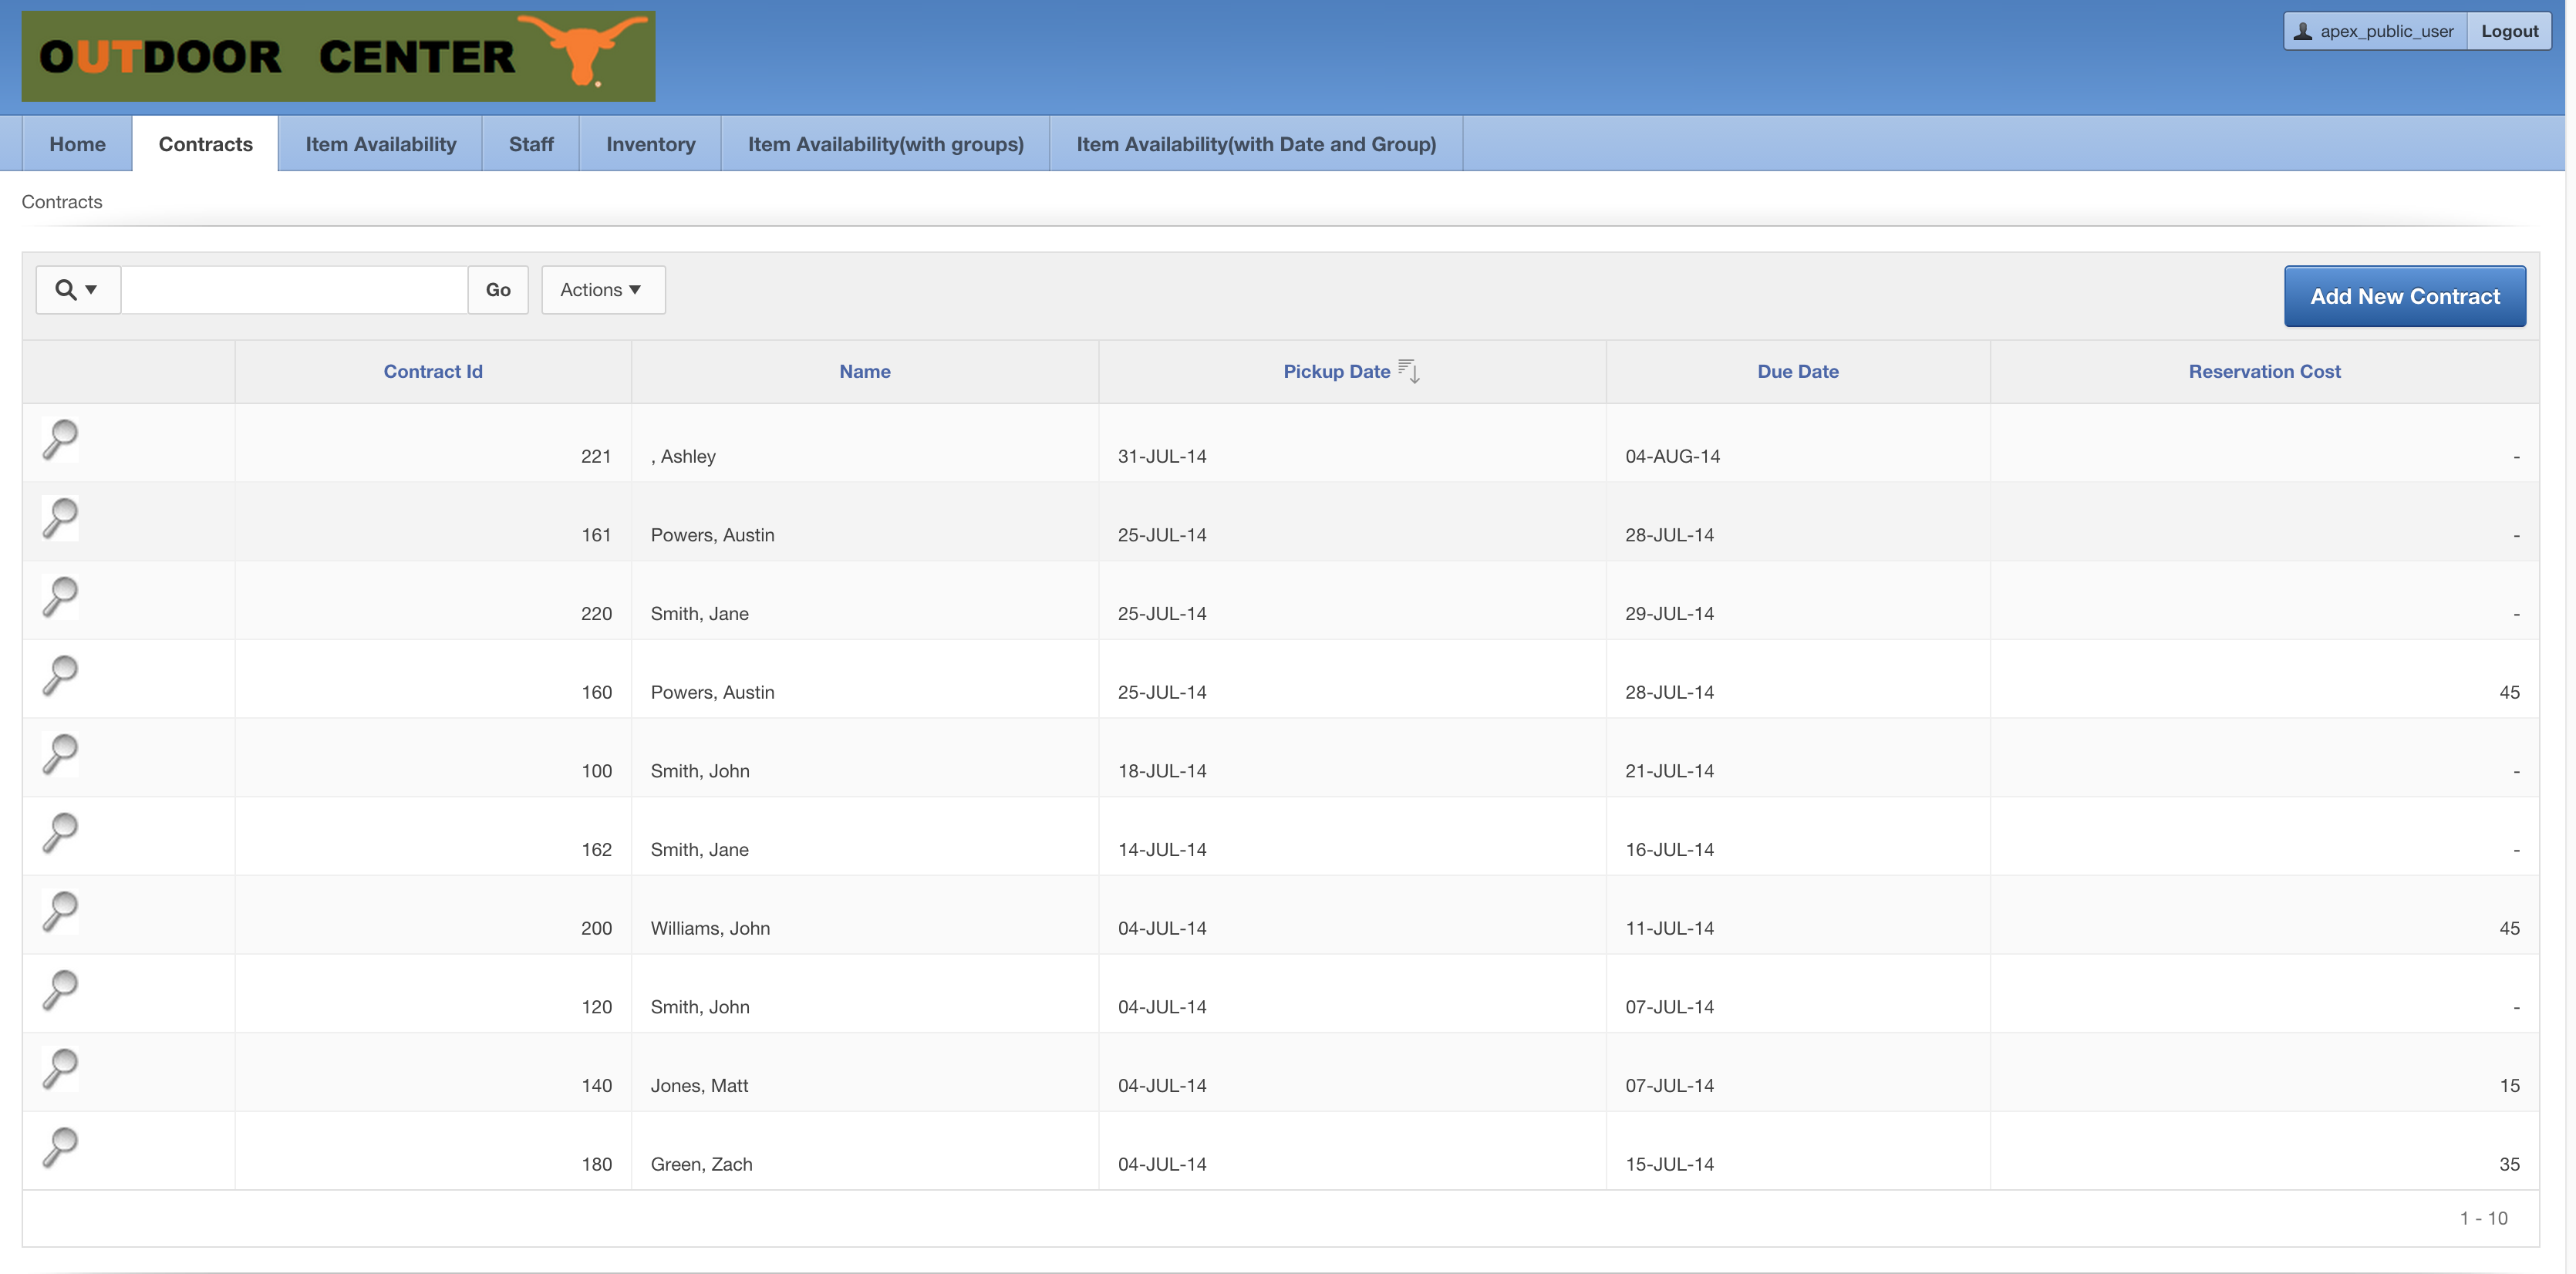 OUTDOOR CENTER
apex_public_user Logout
Home Contracts Item Availability Staff Inventory Item Availability(with groups) Item Availability(with Date and Group)
Contracts
Go Actions Add New Contract
Contract Id Name Pickup Date Due Date Reservation Cost
221 , Ashley 31-JUL-14 04-AUG-14 -
161 Powers, Austin 25-JUL-14 28-JUL-14 -
220 Smith, Jane 25-JUL-14 29-JUL-14 -
160 Powers, Austin 25-JUL-14 28-JUL-14 45
100 Smith, John 18-JUL-14 21-JUL-14 -
162 Smith, Jane 14-JUL-14 16-JUL-14 -
200 Williams, John 04-JUL-14 11-JUL-14 45
120 Smith, John 04-JUL-14 07-JUL-14 -
140 Jones, Matt 04-JUL-14 07-JUL-14 15
180 Green, Zach 04-JUL-14 15-JUL-14 35
1 - 10